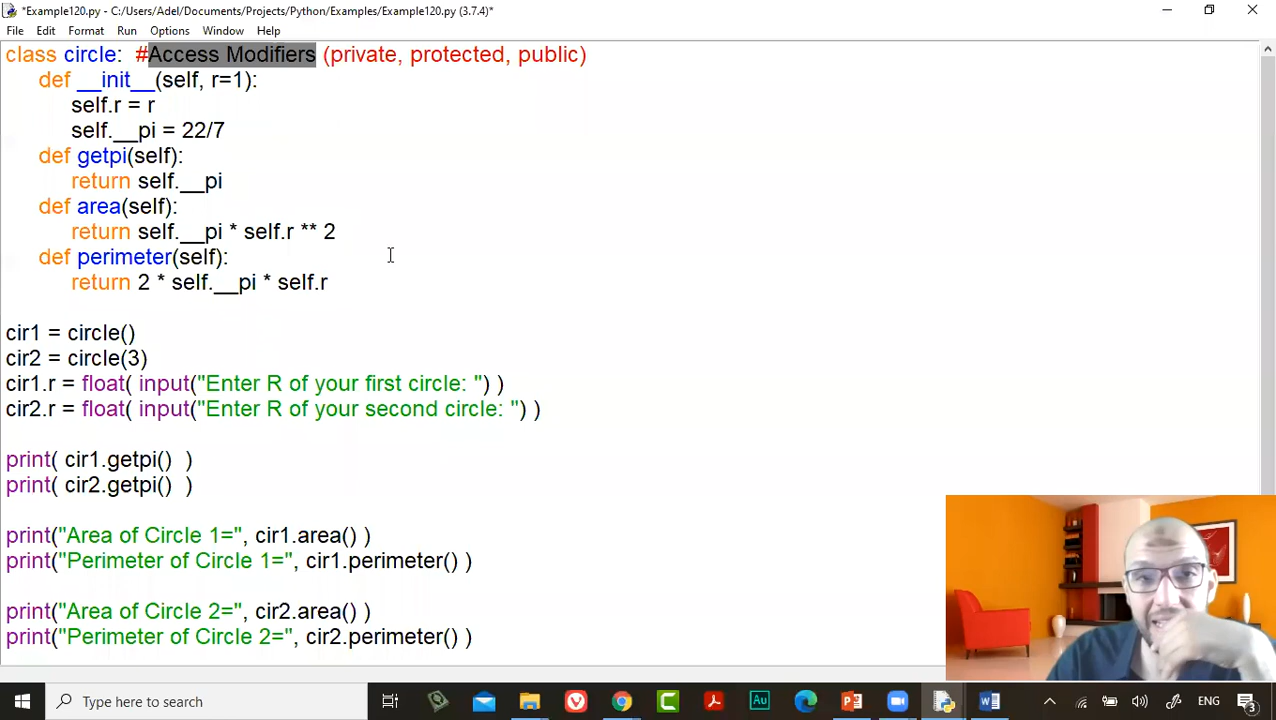 *Example120.py - C:/Users/Adel/Documents/Projects/Python/Examples/Example120.py (3.7.4)*
File Edit Format Run Options Window Help
class circle: #Access Modifiers (private, protected, public)
def __init__(self, r=1):
self.r = r
self.__pi = 22/7
def getpi(self):
return self.__pi
def area(self):
return self.__pi * self.r ** 2
def perimeter(self):
return 2 * self.__pi * self.r
cir1 = circle()
cir2 = circle(3)
cir1.r = float( input("Enter R of your first circle: ") )
cir2.r = float( input("Enter R of your second circle: ") )
print( cir1.getpi()  )
print( cir2.getpi()  )
print("Area of Circle 1=", cir1.area() )
print("Perimeter of Circle 1=", cir1.perimeter() )
print("Area of Circle 2=", cir2.area() )
print("Perimeter of Circle 2=", cir2.perimeter() )
Type here to search
Au
ENG
3